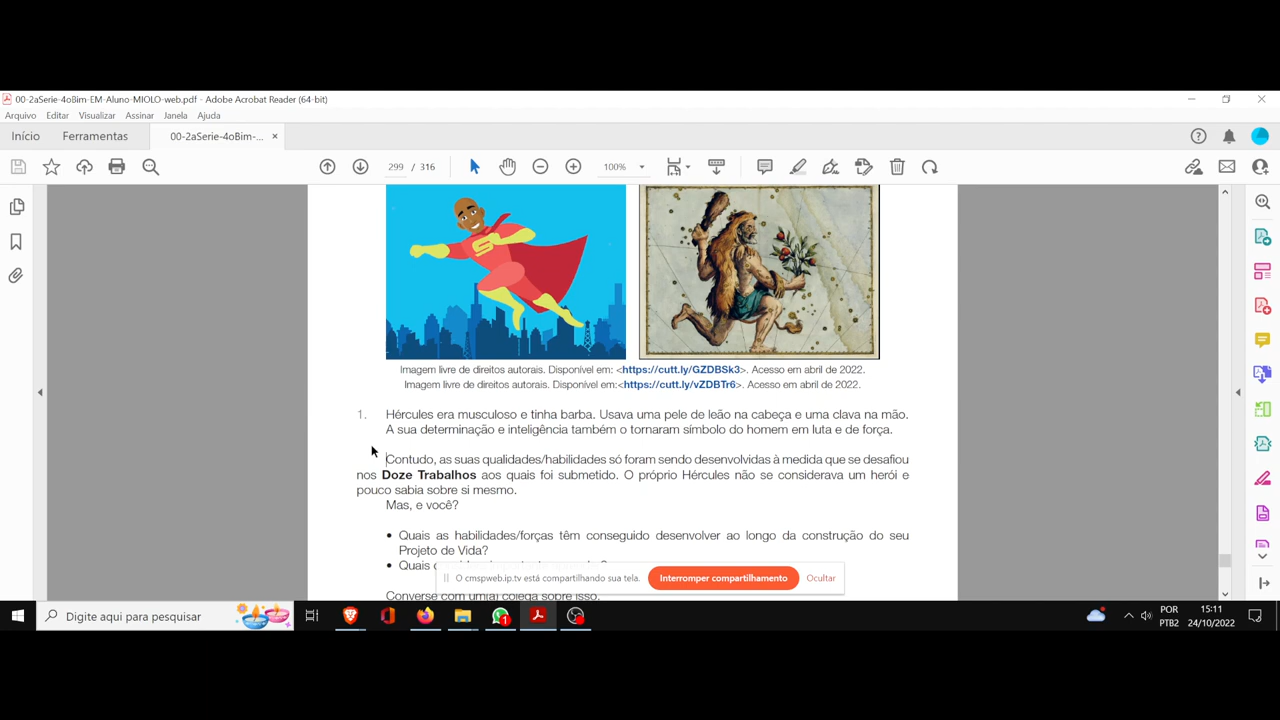 00-2aSerie-4oBim-EM-Aluno-MIOLO-web.pdf - Adobe Acrobat Reader (64-bit)
Arquivo Editar Visualizar Assinar Janela Ajuda
Início Ferramentas 00-2aSerie-4oBim-... ×
299 / 316 100%
S
Imagem livre de direitos autorais. Disponível em: <https://cutt.ly/GZDBSk3>. Acesso em abril de 2022.
Imagem livre de direitos autorais. Disponível em:<https://cutt.ly/vZDBTr6>. Acesso em abril de 2022.
1. Hércules era musculoso e tinha barba. Usava uma pele de leão na cabeça e uma clava na mão.
A sua determinação e inteligência também o tornaram símbolo do homem em luta e de força.
Contudo, as suas qualidades/habilidades só foram sendo desenvolvidas à medida que se desafiou
nos Doze Trabalhos aos quais foi submetido. O próprio Hércules não se considerava um herói e
pouco sabia sobre si mesmo.
Mas, e você?
• Quais as habilidades/forças têm conseguido desenvolver ao longo da construção do seu
Projeto de Vida?
• Quais
O cmspweb.ip.tv está compartilhando sua tela. Interromper compartilhamento Ocultar
Converse com um(a) colega sobre isso.
Digite aqui para pesquisar
1
POR
PTB2
15:11
24/10/2022